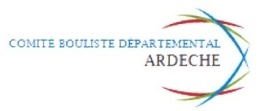 COMITÉ BOULISTE DÉPARTEMENTAL
ARDECHE